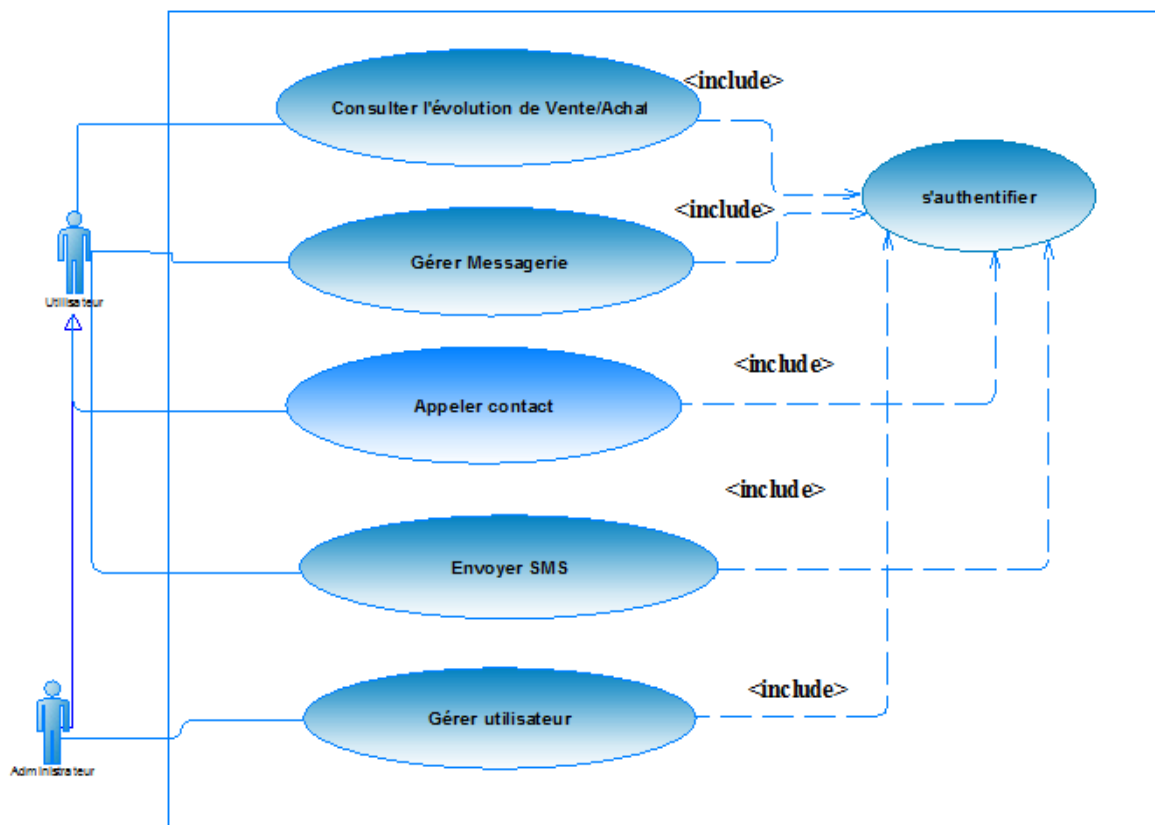 <include>
Consulter l'évolution de Vente/Achat
s'authentifier
<include>
Gérer Messagerie
Utilisateur
<include>
Appeler contact
<include>
Envoyer SMS
<include>
Gérer utilisateur
Administrateur